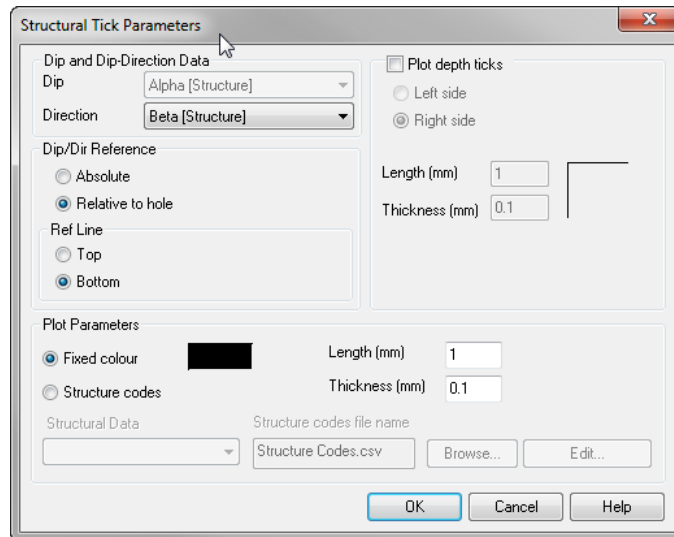 Structural Tick Parameters
Dip and Dip-Direction Data
Dip
Alpha [Structure]
Direction
Beta [Structure]
Dip/Dir Reference
Absolute
Relative to hole
Ref Line
Top
Bottom
Plot depth ticks
Left side
Right side
Length (mm)
1
Thickness (mm)
0.1
Plot Parameters
Fixed colour
Structure codes
Length (mm)
1
Thickness (mm)
0.1
Structural Data
Structure codes file name
Structure Codes.csv
Browse...
Edit...
OK
Cancel
Help